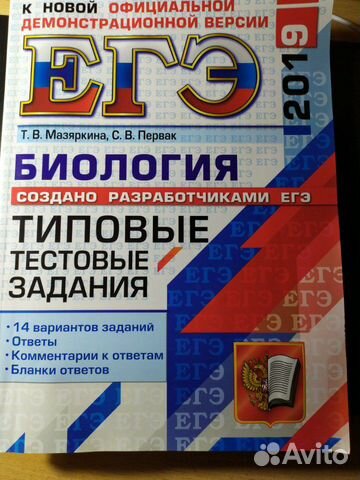 К НОВОЙ ОФИЦИАЛЬНОЙ
ДЕМОНСТРАЦИОННОЙ ВЕРСИИ
ЕГЭ
2019
Т. В. Мазяркина, С. В. Первак
БИОЛОГИЯ
СОЗДАНО РАЗРАБОТЧИКАМИ ЕГЭ
ТИПОВЫЕ
ТЕСТОВЫЕ
ЗАДАНИЯ
• 14 вариантов заданий
• Ответы
• Комментарии к ответам
• Бланки ответов
Avito